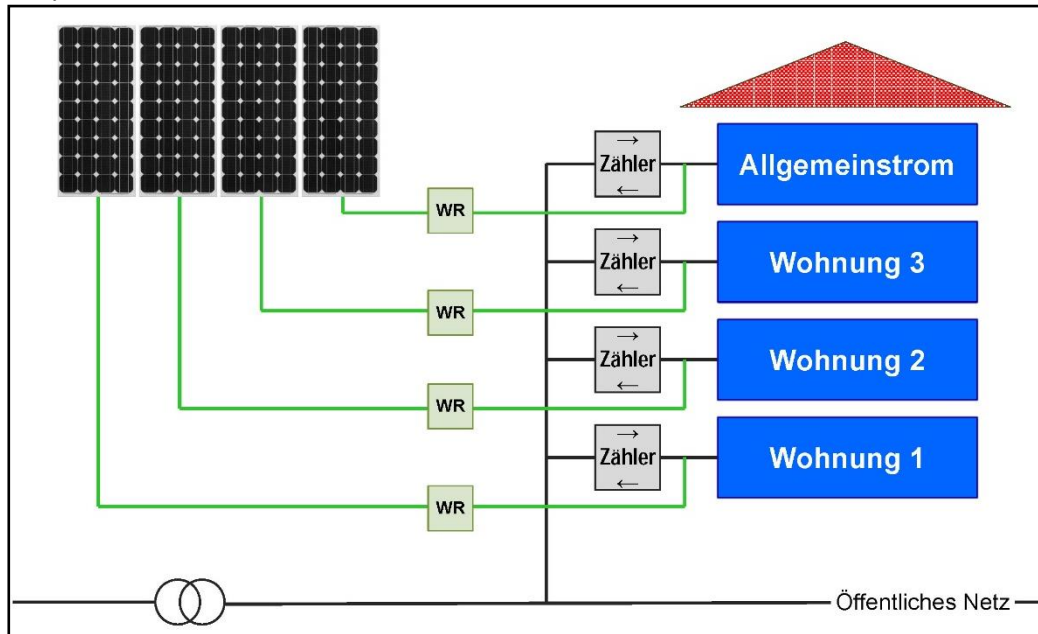 →
Zähler
←
Allgemeinstrom
WR
→
Zähler
←
Wohnung 3
WR
→
Zähler
←
Wohnung 2
WR
→
Zähler
←
Wohnung 1
WR
Öffentliches Netz